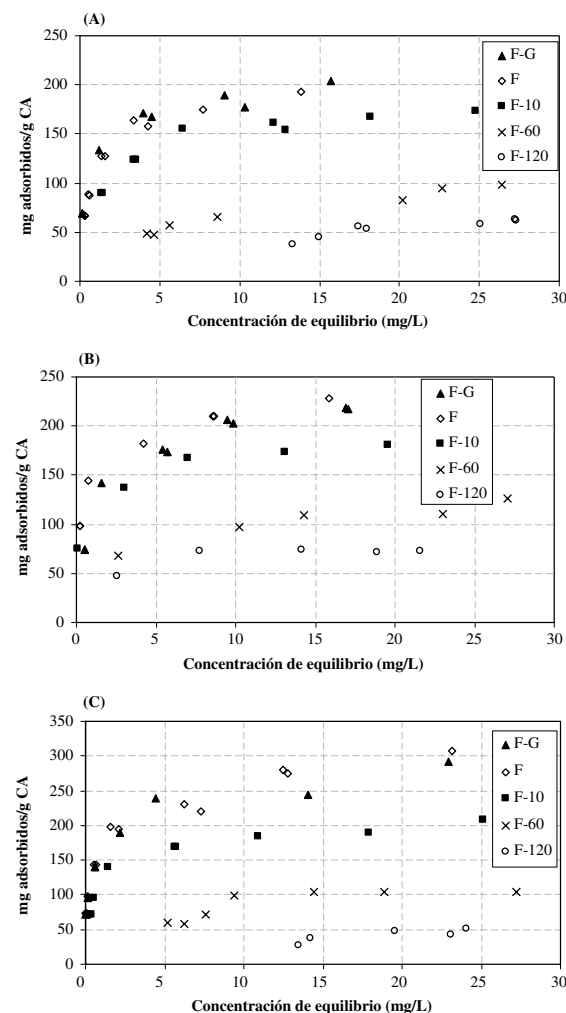 (A)
250
200
150
100
50
0
mg adsorbidos/g CA
0 5 10 15 20 25 30
Concentración de equilibrio (mg/L)
F-G
F
F-10
F-60
F-120
(B)
250
200
150
100
50
0
mg adsorbidos/g CA
0 5 10 15 20 25 30
Concentración de equilibrio (mg/L)
F-G
F
F-10
F-60
F-120
(C)
350
300
250
200
150
100
50
0
mg adsorbidos/g CA
0 5 10 15 20 25 30
Concentración de equilibrio (mg/L)
F-G
F
F-10
F-60
F-120